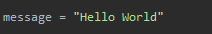 message = "Hello World"